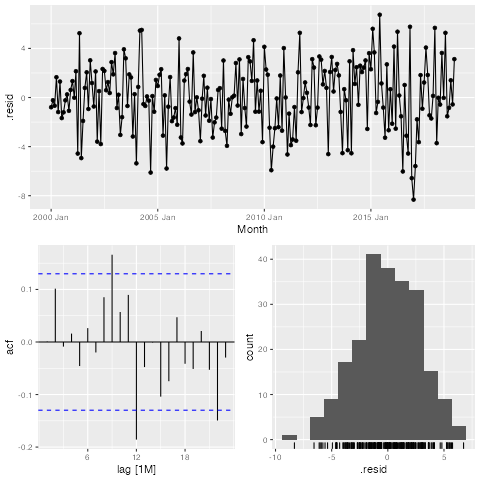 4
0
-4
-8
.resid
2000 Jan
2005 Jan
2010 Jan
2015 Jan
Month
0.1
0.0
-0.1
-0.2
acf
6
12
18
lag [1M]
40
30
20
10
0
count
-10
-5
0
5
.resid